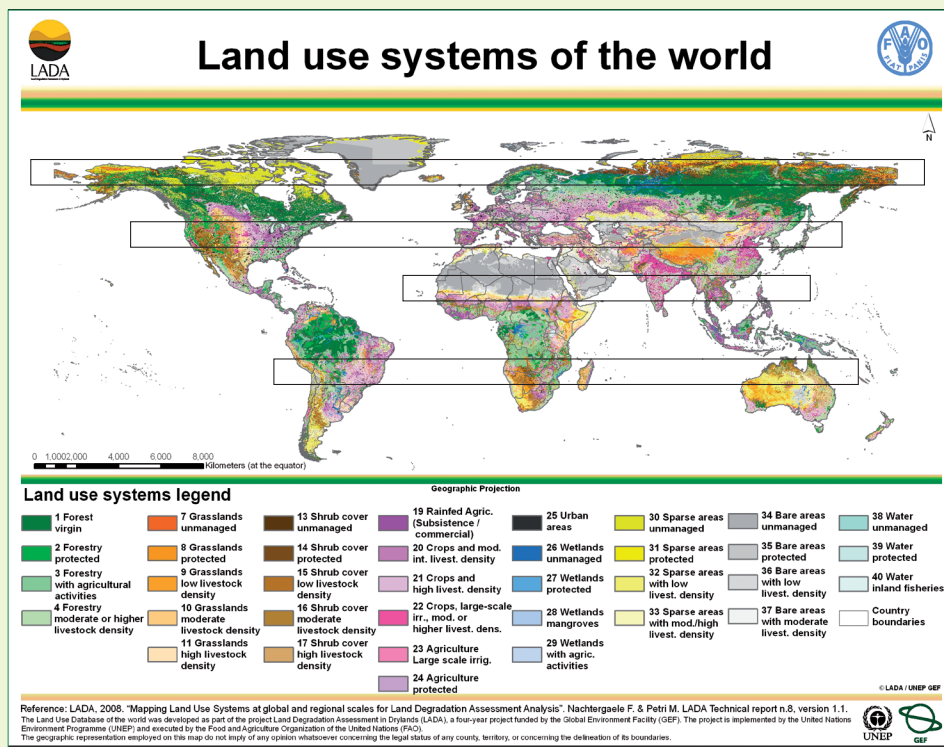 LADA
Land use systems of the world
FAO
FIAT PANIS
N
0 1,0002,000 4,000 6,000 8,000
Kilometers (at the equator)
Geographic Projection
Land use systems legend
1 Forest
virgin
2 Forestry
protected
3 Forestry
with agricultural
activities
4 Forestry
moderate or higher
livestock density
7 Grasslands
unmanaged
8 Grasslands
protected
9 Grasslands
low livestock
density
10 Grasslands
moderate
livestock density
11 Grasslands
high livestock
density
13 Shrub cover
unmanaged
14 Shrub cover
protected
15 Shrub cover
low livestock
density
16 Shrub cover
moderate
livestock density
17 Shrub cover
high livestock
density
19 Rainfed Agric.
(Subsistence /
commercial)
20 Crops and mod.
int. livest. density
21 Crops and
high livest. density
22 Crops, large-scale
irr., mod. or
higher livest. dens.
23 Agriculture
Large scale irrig.
24 Agriculture
protected
25 Urban
areas
26 Wetlands
unmanaged
27 Wetlands
protected
28 Wetlands
mangroves
29 Wetlands
with agric.
activities
30 Sparse areas
unmanaged
31 Sparse areas
protected
32 Sparse areas
with low
livest. density
33 Sparse areas
with mod./high
livest. density
34 Bare areas
unmanaged
35 Bare areas
protected
36 Bare areas
with low
livest. density
37 Bare areas
with moderate
livest. density
38 Water
unmanaged
39 Water
protected
40 Water
inland fisheries
Country
boundaries
© LADA / UNEP GEF
Reference: LADA, 2008. “Mapping Land Use Systems at global and regional scales for Land Degradation Assessment Analysis”. Nachtergaele F. & Petri M. LADA Technical report n.8, version 1.1.
The Land Use Database of the world was developed as part of the project Land Degradation Assessment in Drylands (LADA), a four-year project funded by the Global Environment Facility (GEF). The project is implemented by the United Nations
Environment Programme (UNEP) and executed by the Food and Agriculture Organization of the United Nations (FAO).
The geographic representation employed on this map do not imply of any opinion whatsoever concerning the legal status of any county, territory, or concerning the delineation of its boundaries.
UNEP
GEF